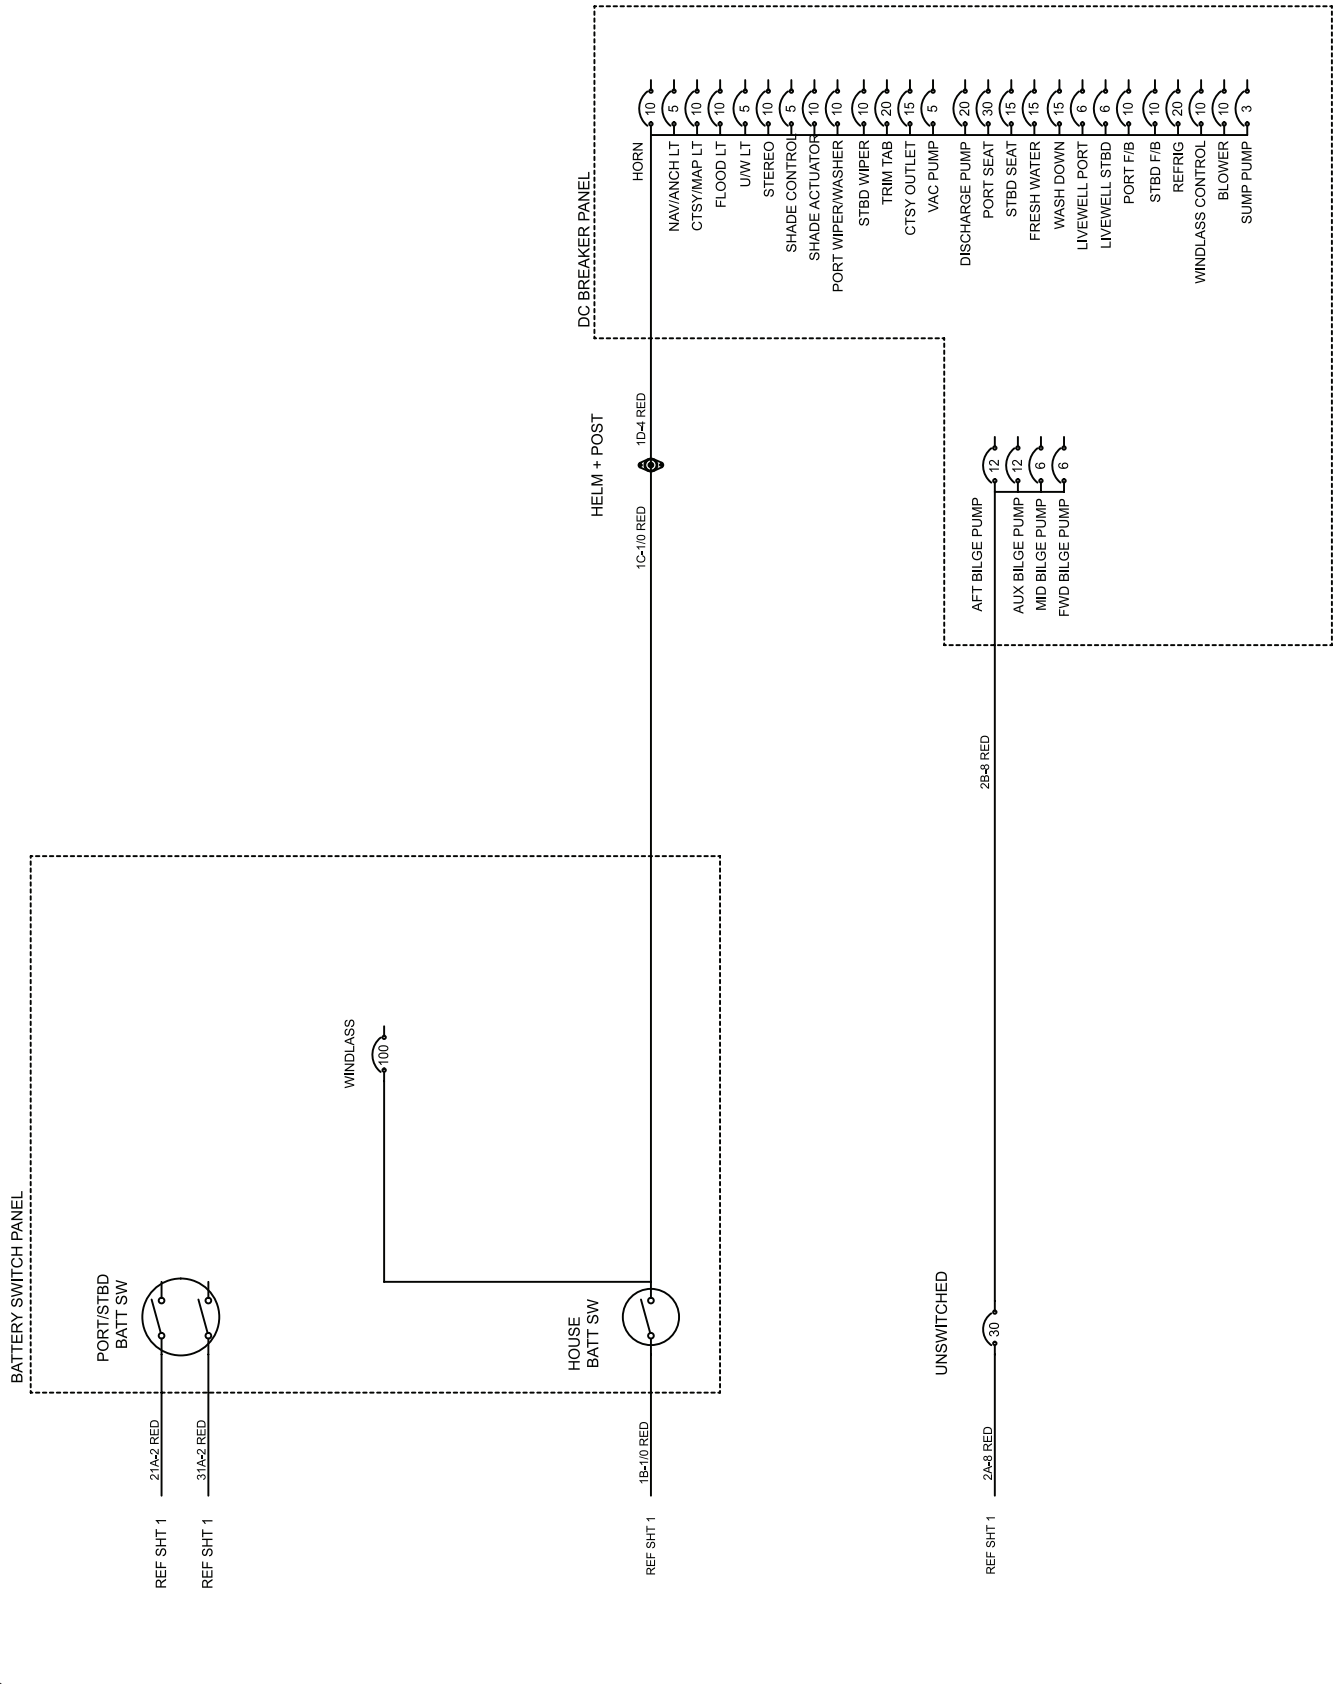 DC BREAKER PANEL
10
5
10
10
5
10
5
10
10
10
20
15
5
20
30
15
15
15
6
6
10
10
20
10
10
3
HORN
NAV/ANCH LT
CTSY/MAP LT
FLOOD LT
U/W LT
STEREO
SHADE CONTROL
SHADE ACTUATOR
PORT WIPER/WASHER
STBD WIPER
TRIM TAB
CTSY OUTLET
VAC PUMP
DISCHARGE PUMP
PORT SEAT
STBD SEAT
FRESH WATER
WASH DOWN
LIVEWELL PORT
LIVEWELL STBD
PORT F/B
STBD F/B
REFRIG
WINDLASS CONTROL
BLOWER
SUMP PUMP
HELM + POST
1D-4 RED
1C-1/0 RED
12
12
6
6
AFT BILGE PUMP
AUX BILGE PUMP
MID BILGE PUMP
FWD BILGE PUMP
2B-8 RED
BATTERY SWITCH PANEL
WINDLASS
100
PORT/STBD
BATT SW
HOUSE
BATT SW
UNSWITCHED
30
21A-2 RED
31A-2 RED
1B-1/0 RED
2A-8 RED
REF SHT 1
REF SHT 1
REF SHT 1
REF SHT 1